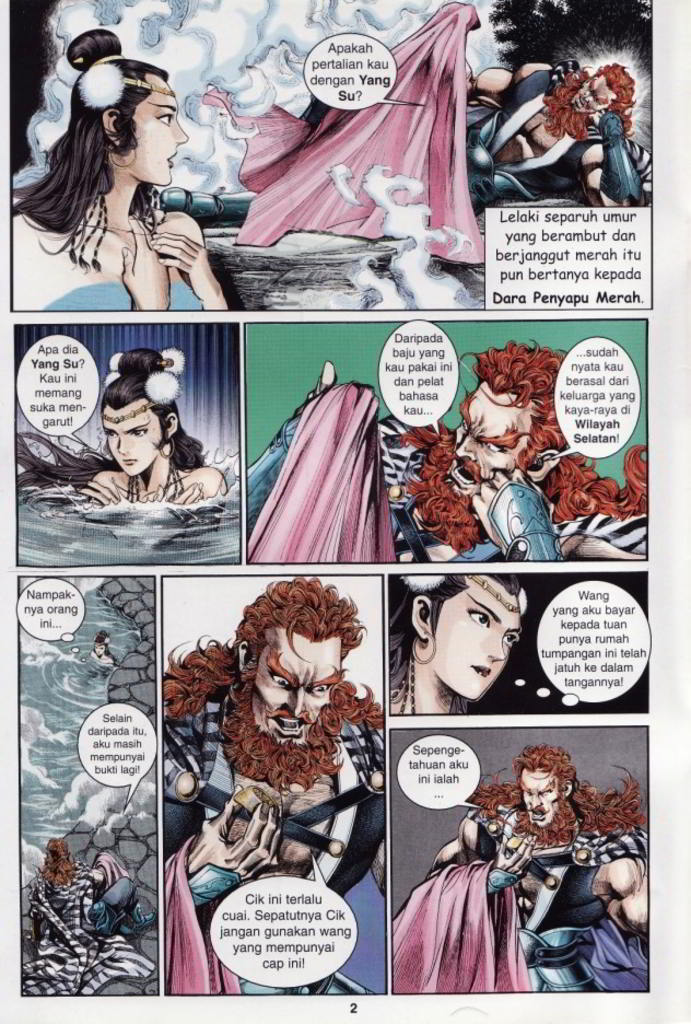 Apakah
pertalian kau
dengan Yang
Su?
Lelaki separuh umur
yang berambut dan
berjanggut merah itu
pun bertanya kepada
Dara Penyapu Merah.
Apa dia
Yang Su?
Kau ini
memang
suka men-
garut!
Daripada
baju yang
kau pakai ini
dan pelat
bahasa
kau...
...sudah
nyata kau
berasal dari
keluarga yang
kaya-raya di
Wilayah
Selatan!
Nampak-
nya orang
ini...
Selain
daripada itu,
aku masih
mempunyai
bukti lagi!
Cik ini terlalu
cuai. Sepatutnya Cik
jangan gunakan wang
yang mempunyai
cap ini!
Wang
yang aku bayar
kepada tuan
punya rumah
tumpangan ini telah
jatuh ke dalam
tangannya!
Sepenge-
tahuan aku
ini ialah
...
2